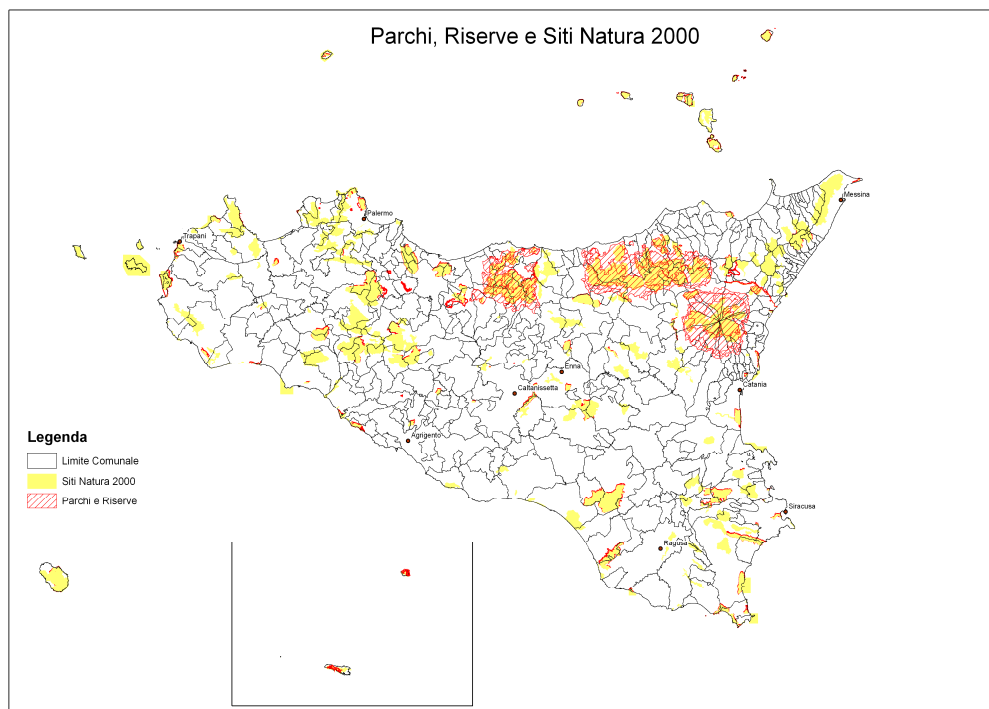 Parchi, Riserve e Siti Natura 2000
Messina
Palermo
Trapani
Enna
Caltanissetta
Catania
Agrigento
Siracusa
Ragusa
Legenda
Limite Comunale
Siti Natura 2000
Parchi e Riserve